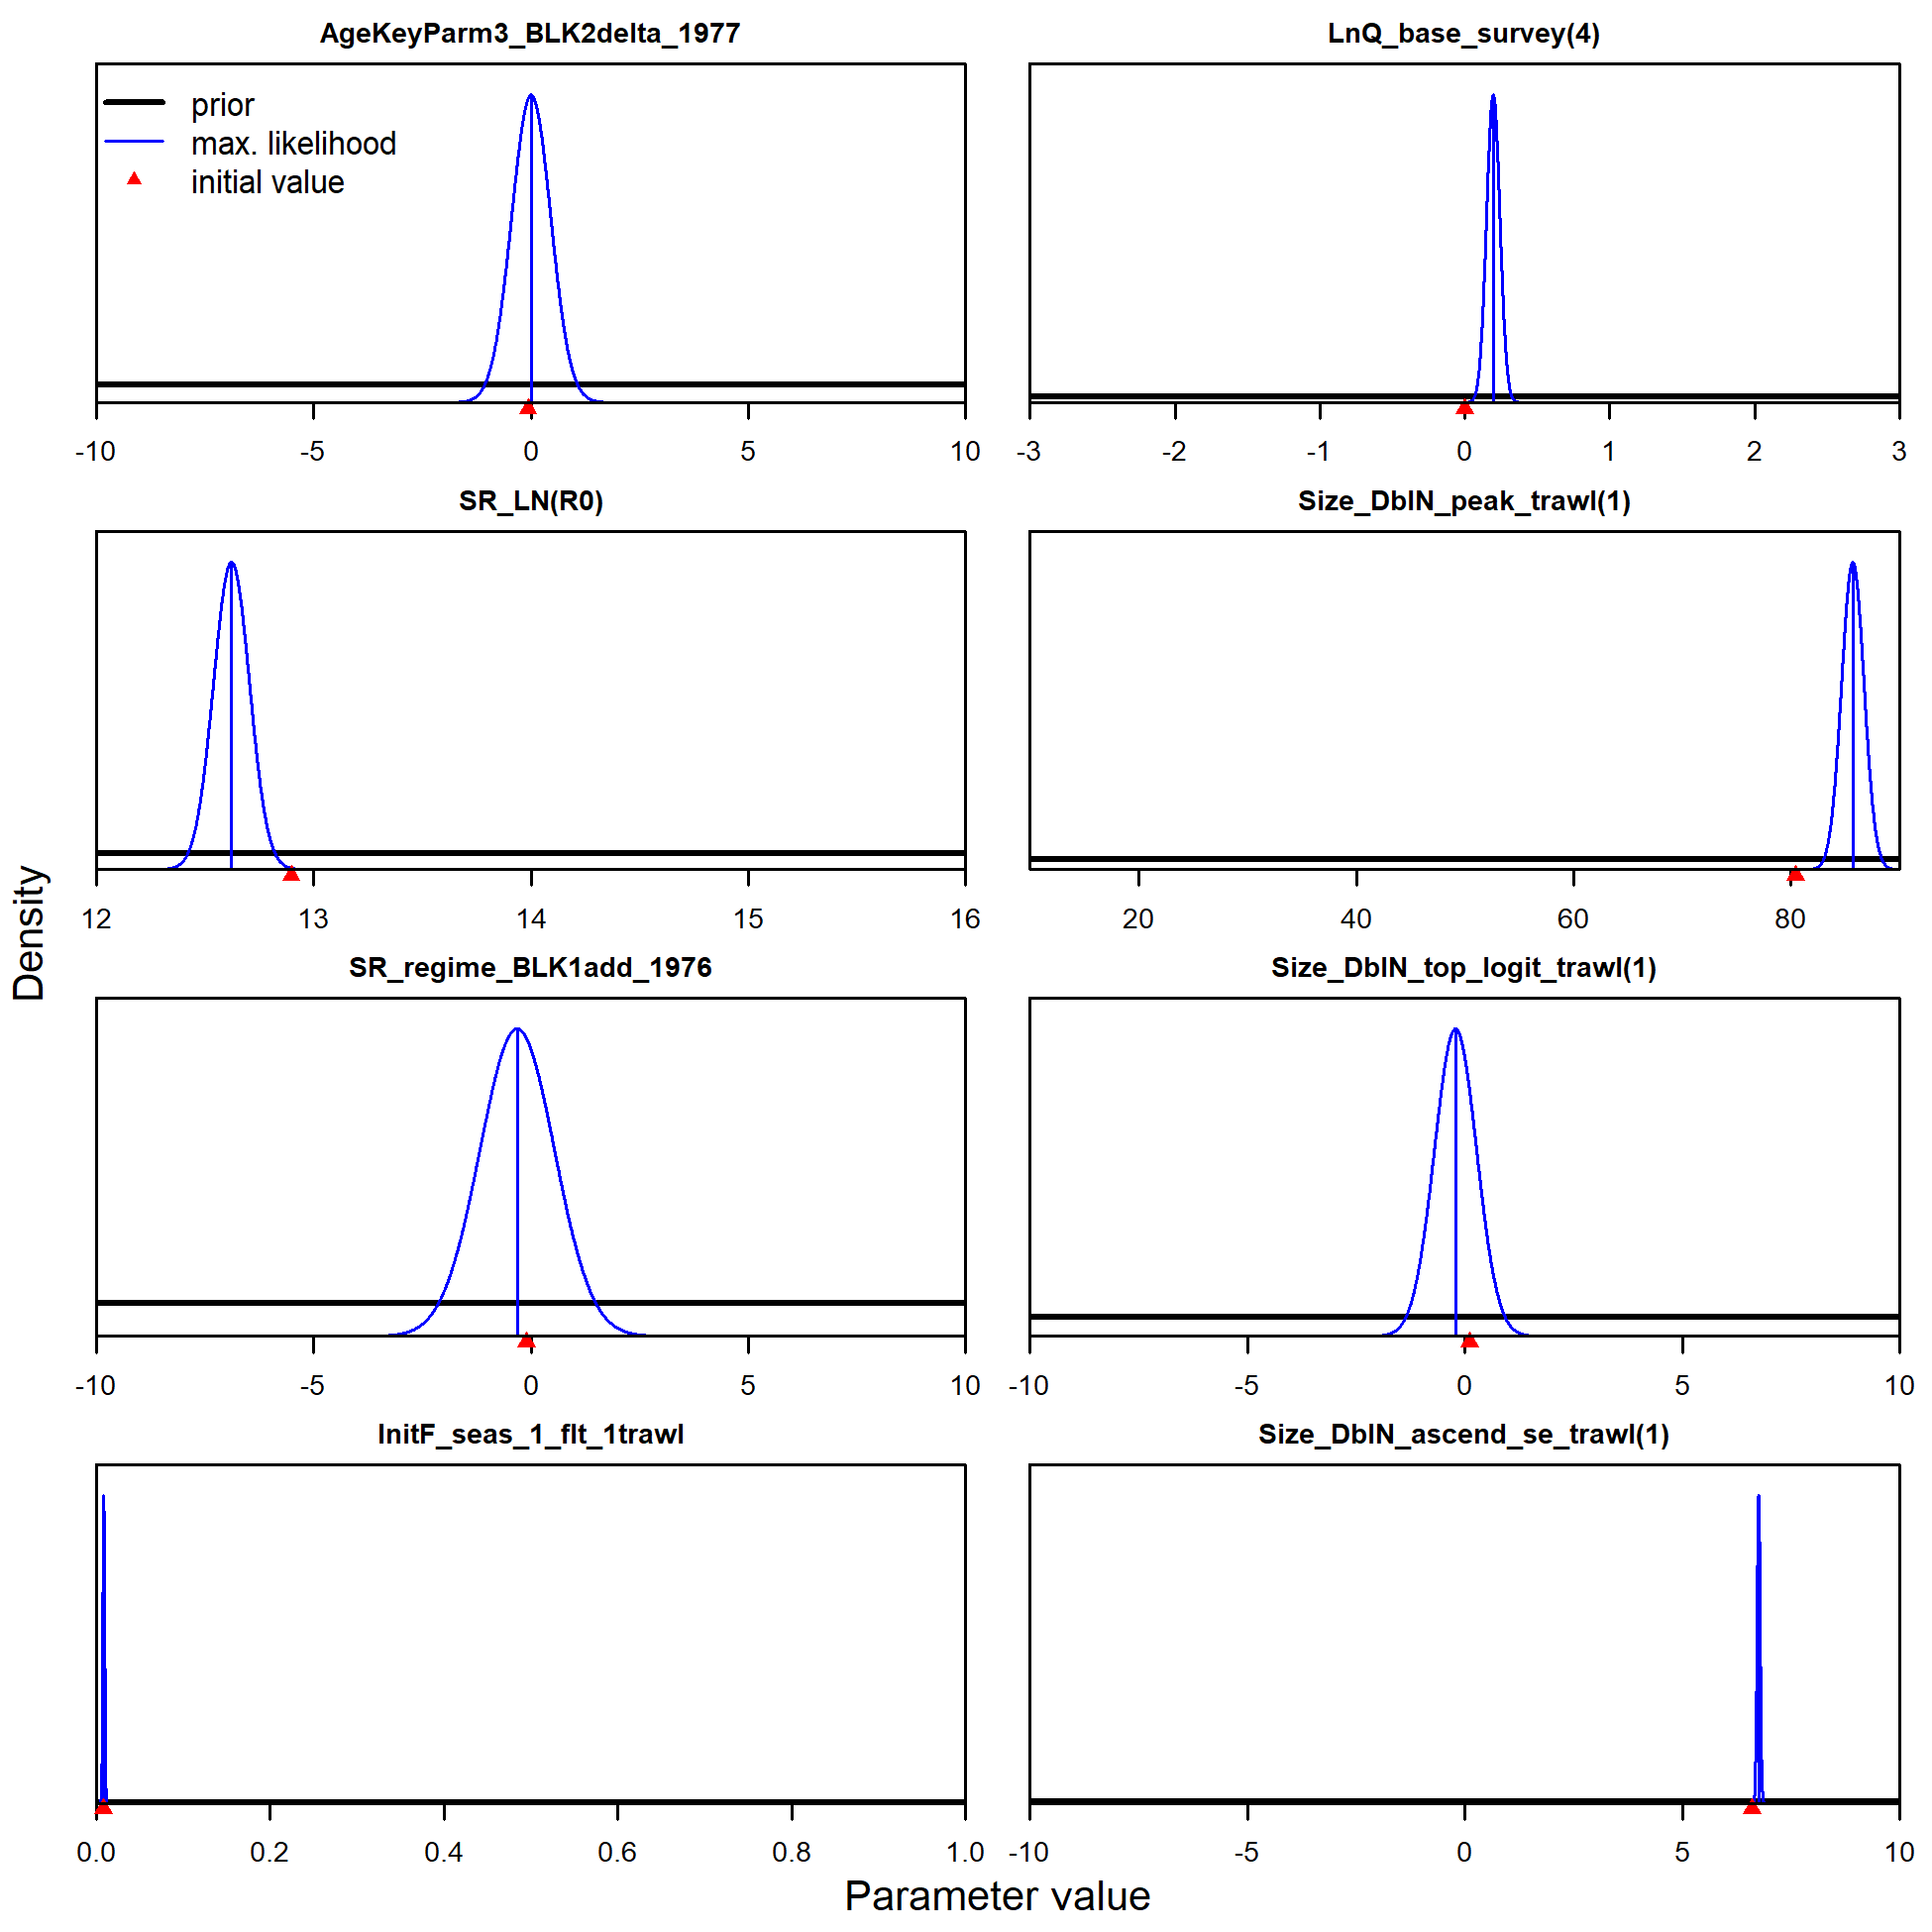 AgeKeyParm3_BLK2delta_1977
LnQ_base_survey(4)
prior
max. likelihood
initial value
-10 -5 0 5 10
-3 -2 -1 0 1 2 3
SR_LN(R0)
Size_DblN_peak_trawl(1)
12 13 14 15 16
20 40 60 80
Density
SR_regime_BLK1add_1976
Size_DblN_top_logit_trawl(1)
-10 -5 0 5 10
-10 -5 0 5 10
InitF_seas_1_flt_1trawl
Size_DblN_ascend_se_trawl(1)
0.0 0.2 0.4 0.6 0.8 1.0
-10 -5 0 5 10
Parameter value